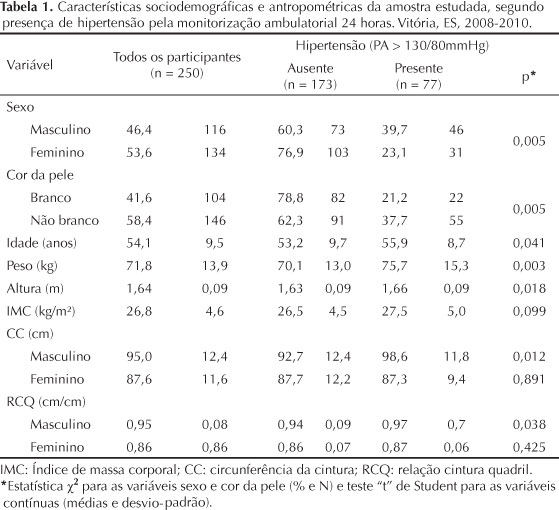 Tabela 1. Características sociodemográficas e antropométricas da amostra estudada, segundo
presença de hipertensão pela monitorização ambulatorial 24 horas. Vitória, ES, 2008-2010.
Variável Todos os participantes (n = 250) Hipertensão (PA > 130/80mmHg) p*
Ausente (n = 173) Presente (n = 77)
Sexo 0,005
Masculino 46,4 116 60,3 73 39,7 46
Feminino 53,6 134 76,9 103 23,1 31
Cor da pele 0,005
Branco 41,6 104 78,8 82 21,2 22
Não branco 58,4 146 62,3 91 37,7 55
Idade (anos) 54,1 9,5 53,2 9,7 55,9 8,7 0,041
Peso (kg) 71,8 13,9 70,1 13,0 75,7 15,3 0,003
Altura (m) 1,64 0,09 1,63 0,09 1,66 0,09 0,018
IMC (kg/m²) 26,8 4,6 26,5 4,5 27,5 5,0 0,099
CC (cm)
Masculino 95,0 12,4 92,7 12,4 98,6 11,8 0,012
Feminino 87,6 11,6 87,7 12,2 87,3 9,4 0,891
RCQ (cm/cm)
Masculino 0,95 0,08 0,94 0,09 0,97 0,7 0,038
Feminino 0,86 0,86 0,86 0,07 0,87 0,06 0,425
IMC: Índice de massa corporal; CC: circunferência da cintura; RCQ: relação cintura quadril.
*Estatística χ² para as variáveis sexo e cor da pele (% e N) e teste “t” de Student para as variáveis
contínuas (médias e desvio-padrão).